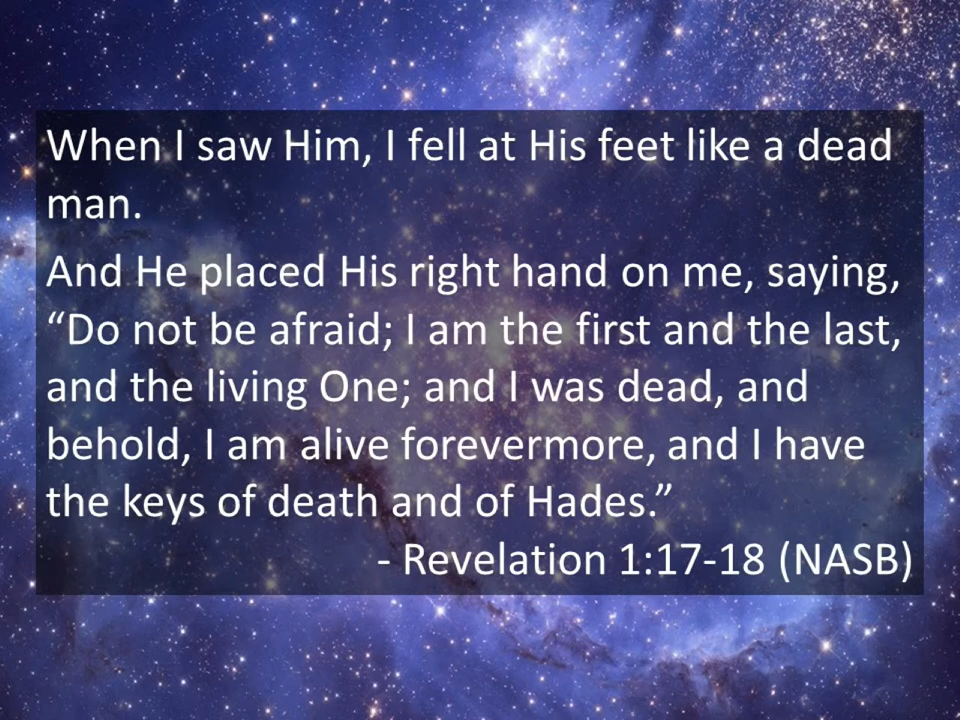 When I saw Him, I fell at His feet like a dead
man.
And He placed His right hand on me, saying,
“Do not be afraid; I am the first and the last,
and the living One; and I was dead, and
behold, I am alive forevermore, and I have
the keys of death and of Hades.”
- Revelation 1:17-18 (NASB)